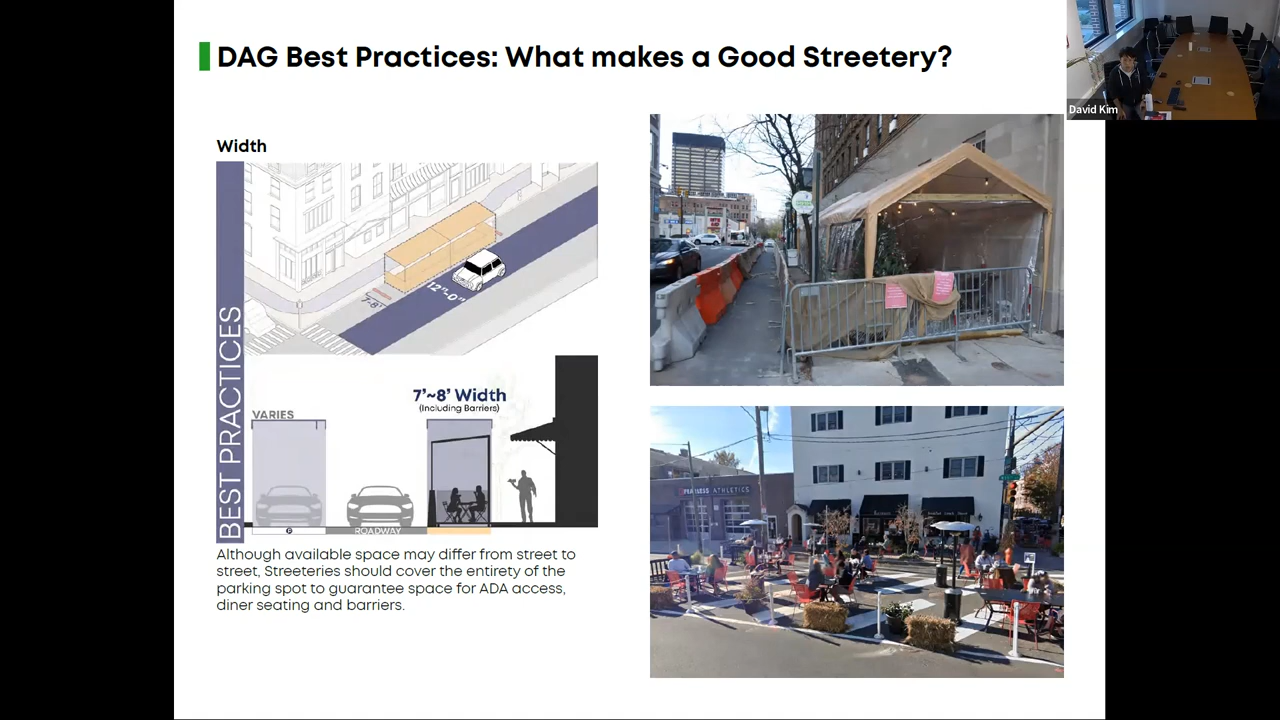 DAG Best Practices: What makes a Good Streetery?
David Kim
Width
BEST PRACTICES
7'-8'
12'-0"
VARIES
7'~8' Width
(Including Barriers)
P
ROADWAY
Although available space may differ from street to
street, Streeteries should cover the entirety of the
parking spot to guarantee space for ADA access,
diner seating and barriers.
FEARLESS ATHLETICS